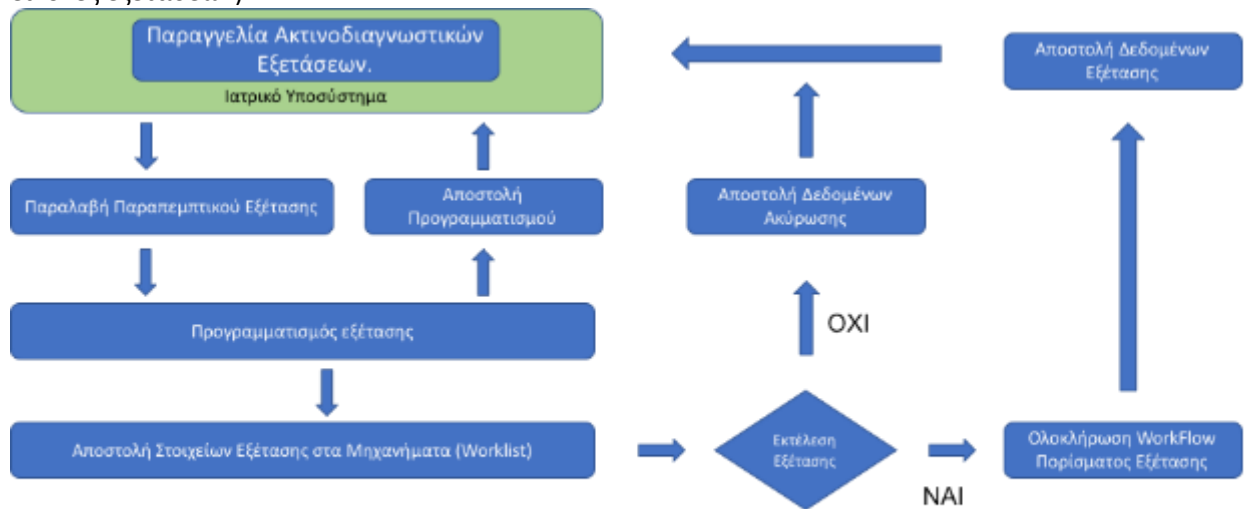 Παραγγελία Ακτινοδιαγνωστικών
Εξετάσεων.
Ιατρικό Υποσύστημα
Αποστολή Δεδομένων
Εξέτασης
Παραλαβή Παραπεμπτικού Εξέτασης
Αποστολή
Προγραμματισμού
Αποστολή Δεδομένων
Ακύρωσης
Προγραμματισμός εξέτασης
ΟΧΙ
Αποστολή Στοιχείων Εξέτασης στα Μηχανήματα (Worklist)
Εκτέλεση
Εξέτασης
ΝΑΙ
Ολοκλήρωση WorkFlow
Πορίσματος Εξέτασης